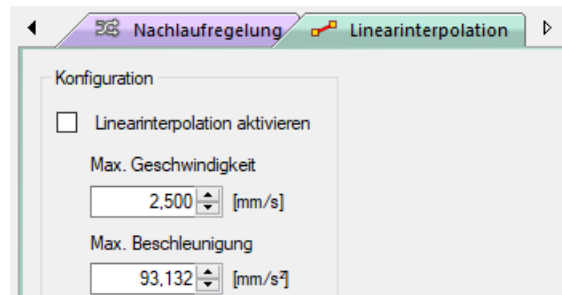 Nachlaufregelung Linearinterpolation
Konfiguration
Linearinterpolation aktivieren
Max. Geschwindigkeit
2,500 [mm/s]
Max. Beschleunigung
93,132 [mm/s²]